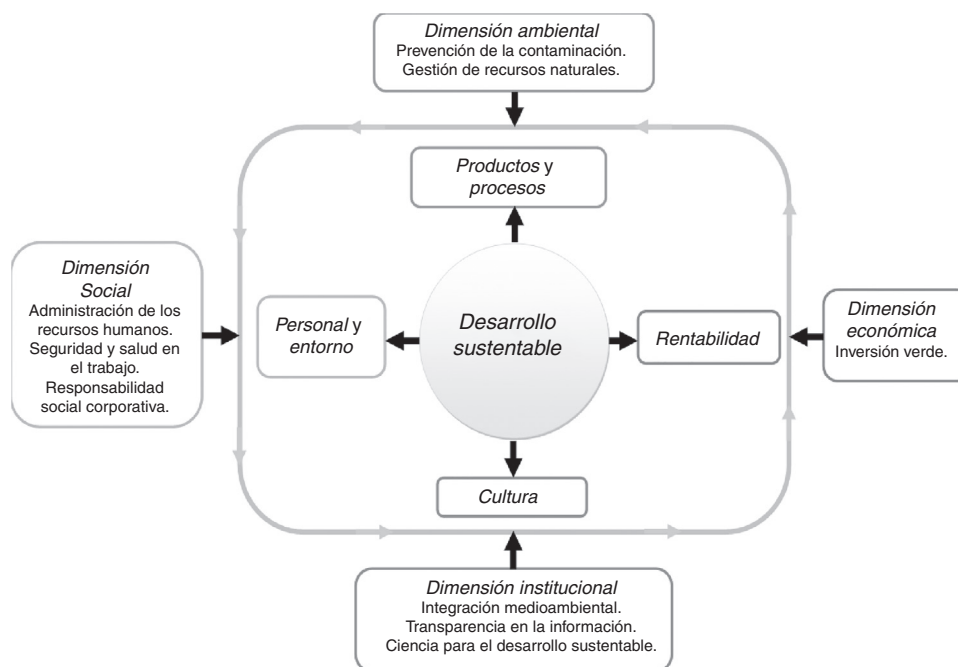 Dimensión ambiental
Prevención de la contaminación.
Gestión de recursos naturales.
Productos y
procesos
Dimensión
Social
Administración de los
recursos humanos.
Seguridad y salud en
el trabajo.
Responsabilidad
social corporativa.
Personal y
entorno
Desarrollo
sustentable
Rentabilidad
Dimensión
económica
Inversión verde.
Cultura
Dimensión institucional
Integración medioambiental.
Transparencia en la información.
Ciencia para el desarrollo sustentable.